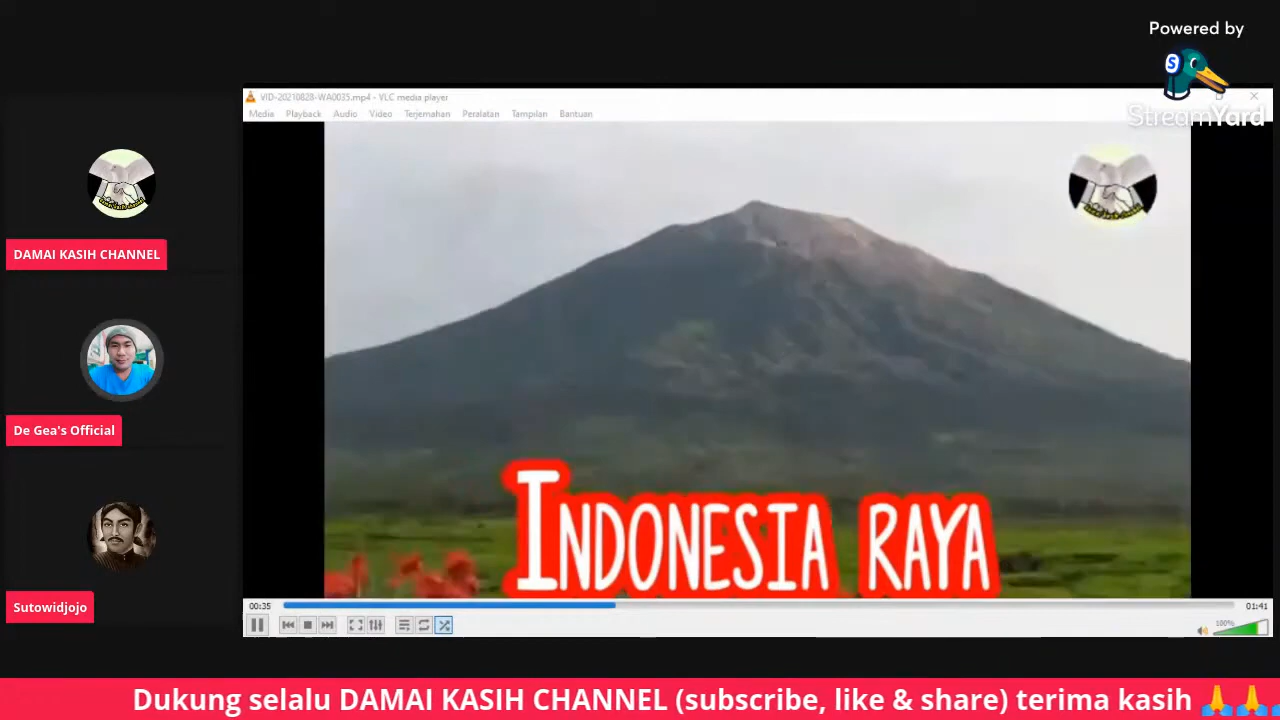 Powered by
StreamYard
VID-20210828-WA0035.mp4 - VLC media player
Media Playback Audio Video Terjemahan Peralatan Tampilan Bantuan
DAMAI KASIH CHANNEL
De Gea's Official
Sutowidjojo
INDONESIA RAYA
00:35
01:41
100%
Dukung selalu DAMAI KASIH CHANNEL (subscribe, like & share) terima kasih 🙏🙏